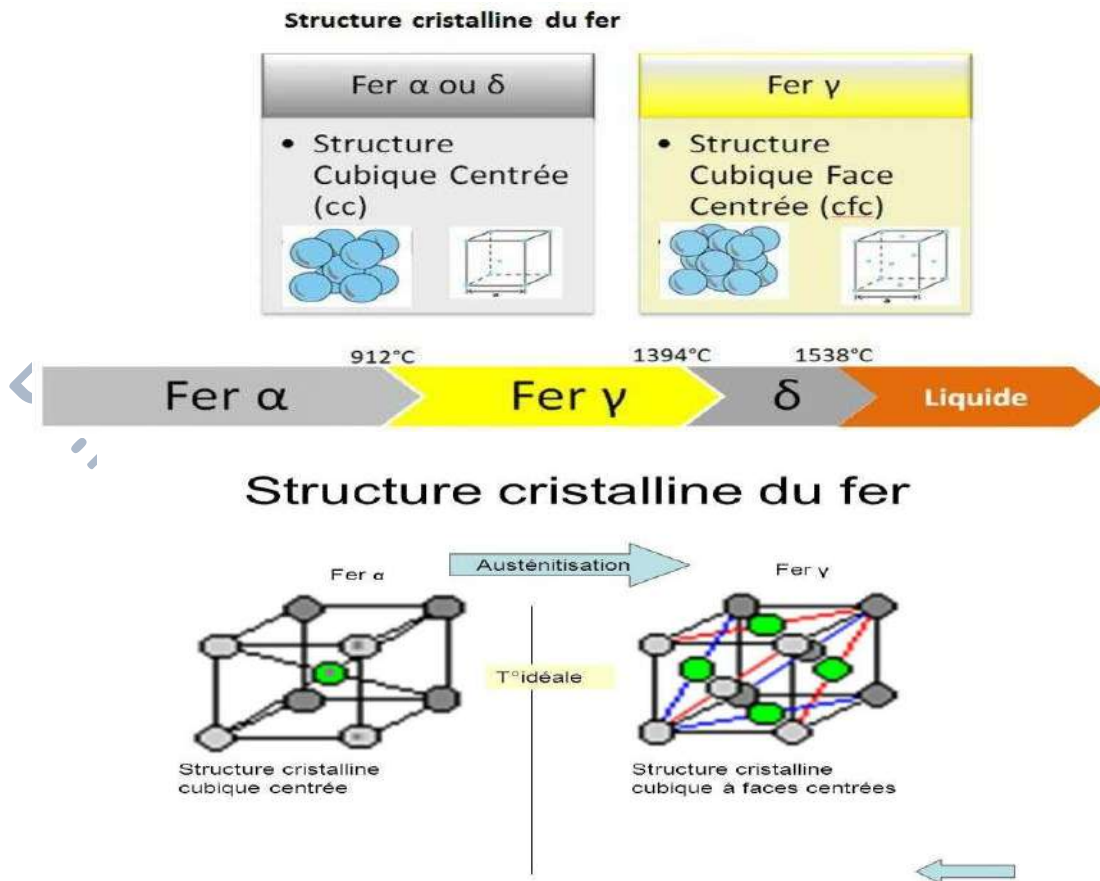 Structure cristalline du fer
Fer α ou δ
Fer γ
• Structure
Cubique Centrée
(cc)
• Structure
Cubique Face
Centrée (cfc)
a
a
912°C
1394°C
1538°C
Fer α
Fer γ
δ
Liquide
Structure cristalline du fer
Fer α
Austénitisation
Fer γ
T°idéale
Structure cristalline
cubique centrée
Structure cristalline
cubique à faces centrées